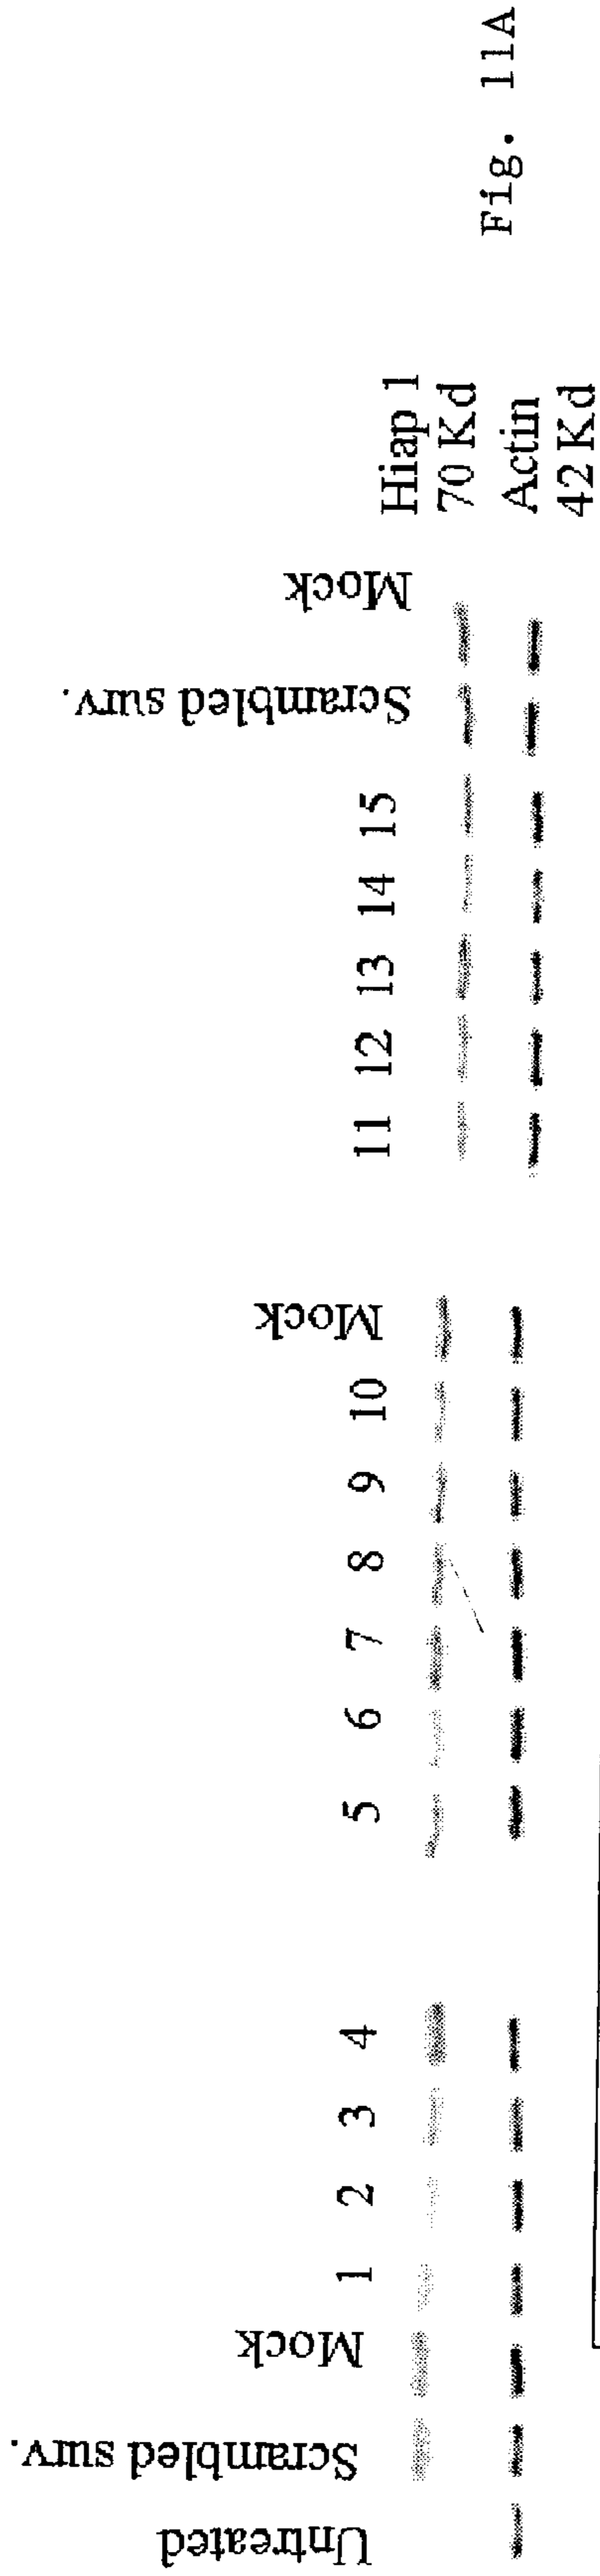 Untreated
Scrambled surv.
Mock
1 2 3 4
5 6 7 8 9 10
Mock
11 12 13 14 15
Scrambled surv.
Mock
Hiap 1
70 Kd
Actin
42 Kd
Fig. 11A